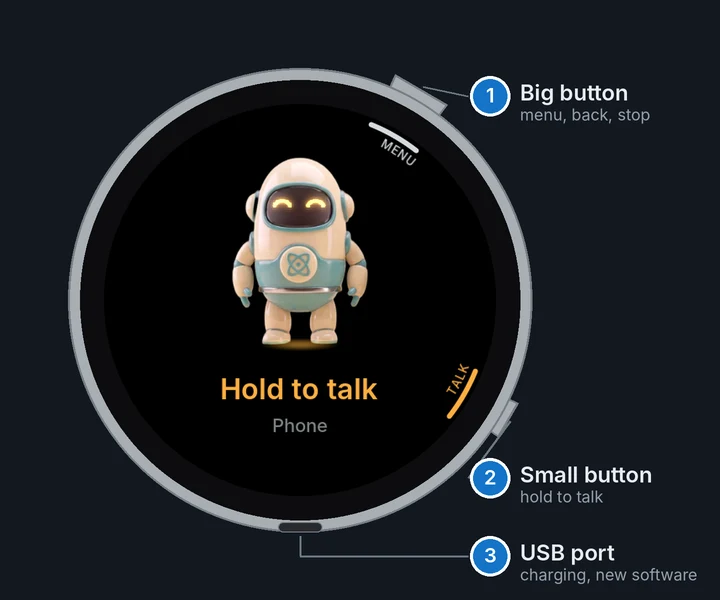 1
Big button
menu, back, stop
MENU
TALK
Hold to talk
Phone
2
Small button
hold to talk
3
USB port
charging, new software